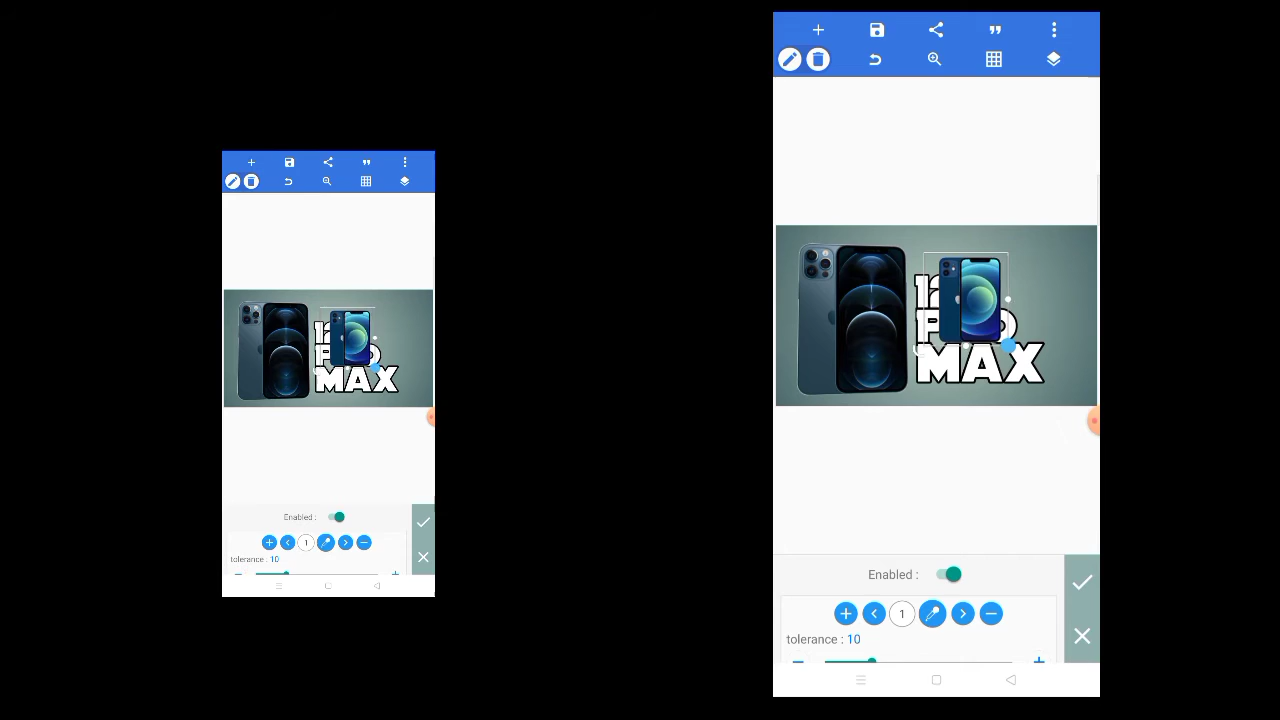 12
PRO
MAX
Enabled :
1
tolerance : 10
12
PRO
MAX
Enabled :
1
tolerance : 10